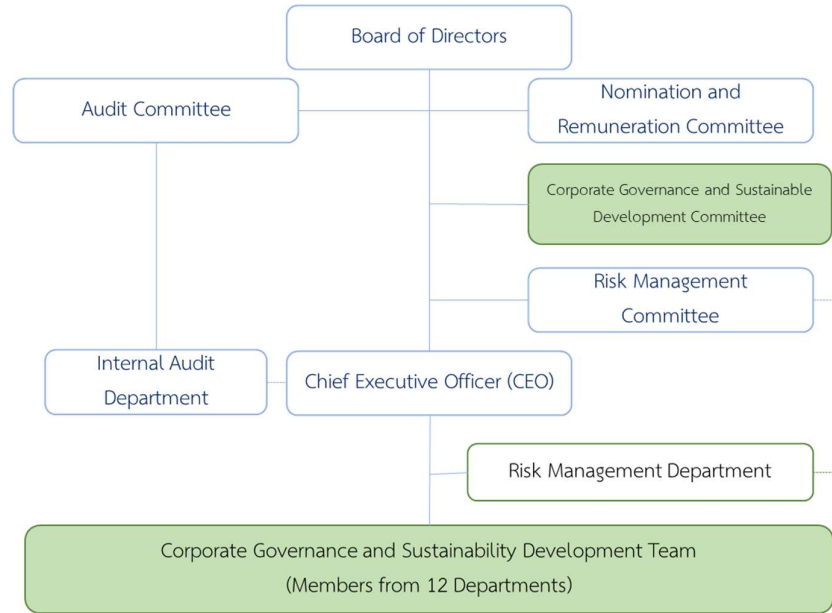 Board of Directors
Audit Committee
Nomination and
Remuneration Committee
Corporate Governance and Sustainable
Development Committee
Risk Management
Committee
Internal Audit
Department
Chief Executive Officer (CEO)
Risk Management Department
Corporate Governance and Sustainability Development Team
(Members from 12 Departments)